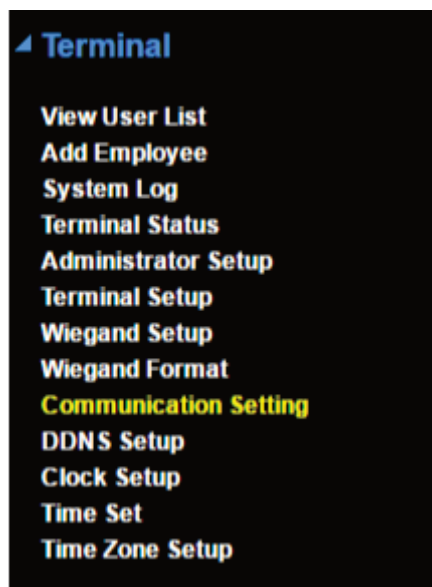 Terminal
View User List
Add Employee
System Log
Terminal Status
Administrator Setup
Terminal Setup
Wiegand Setup
Wiegand Format
Communication Setting
DDNS Setup
Clock Setup
Time Set
Time Zone Setup